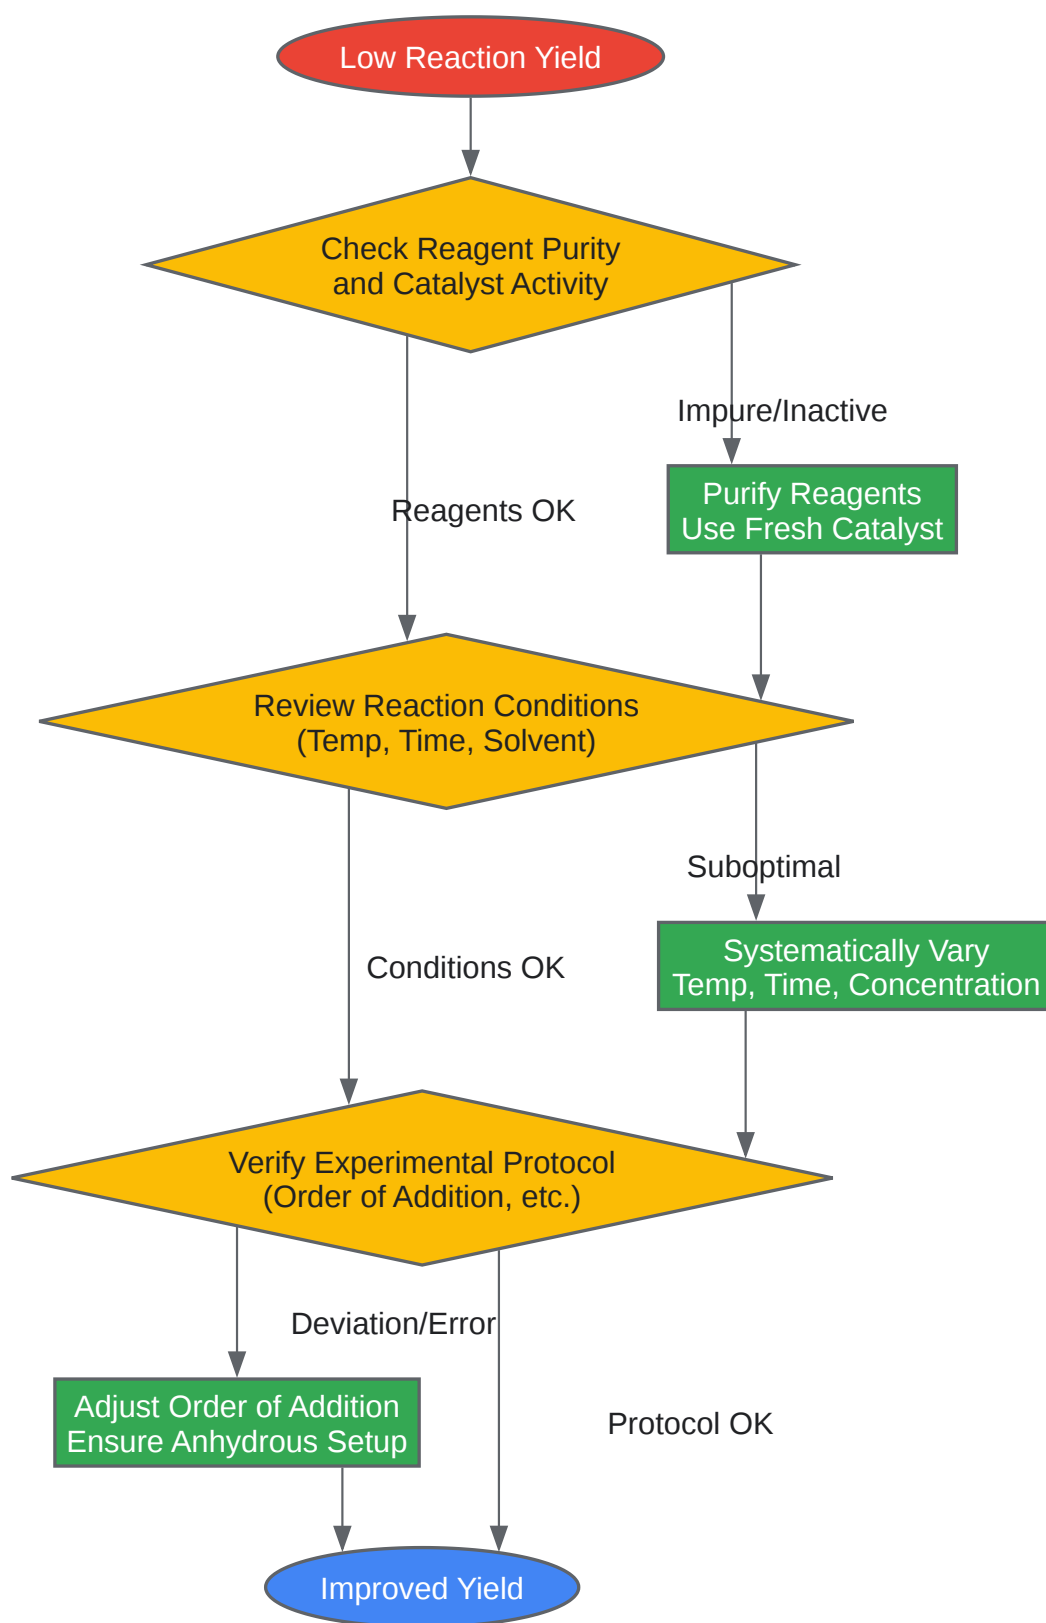 Low Reaction Yield
Check Reagent Purity
and Catalyst Activity
Impure/Inactive
Reagents OK
Purify Reagents
Use Fresh Catalyst
Review Reaction Conditions
(Temp, Time, Solvent)
Suboptimal
Conditions OK
Systematically Vary
Temp, Time, Concentration
Verify Experimental Protocol
(Order of Addition, etc.)
Deviation/Error
Adjust Order of Addition
Ensure Anhydrous Setup
Protocol OK
Improved Yield